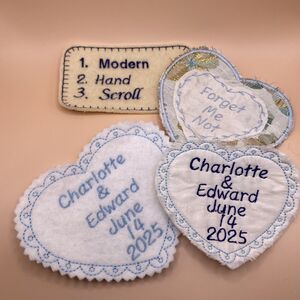 1. Modern
2. Hand
3. Scroll
Forget
Me
Not
Charlotte
&
Edward
June
14
2025
Charlotte
&
Edward
June
14
2025